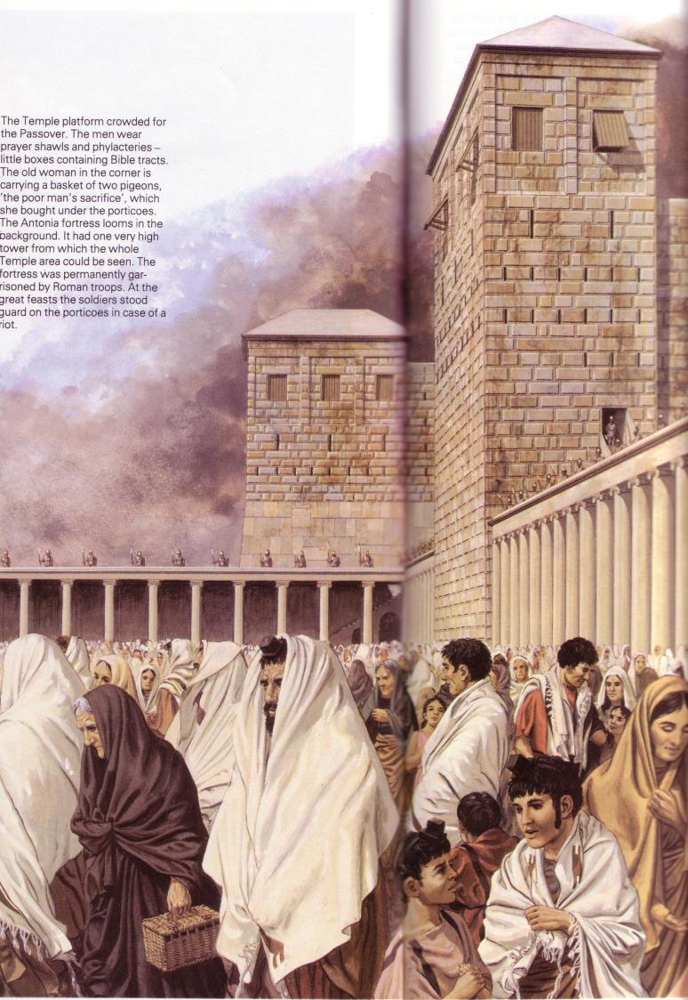 The Temple platform crowded for
the Passover. The men wear
prayer shawls and phylacteries –
little boxes containing Bible tracts.
The old woman in the corner is
carrying a basket of two pigeons,
'the poor man's sacrifice', which
she bought under the porticoes.
The Antonia fortress looms in the
background. It had one very high
tower from which the whole
Temple area could be seen. The
fortress was permanently gar-
risoned by Roman troops. At the
great feasts the soldiers stood
guard on the porticoes in case of a
riot.